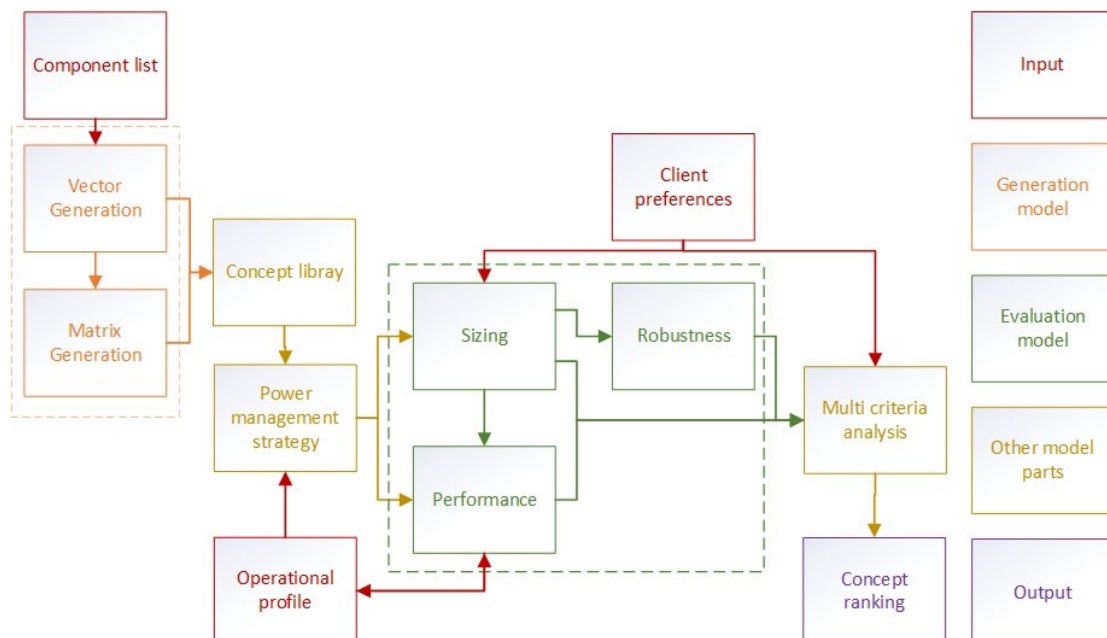 Component list
Input
Vector
Generation
Client
preferences
Generation
model
Concept libray
Matrix
Generation
Sizing
Robustness
Evaluation
model
Power
management
strategy
Multi criteria
analysis
Other model
parts
Performance
Operational
profile
Concept
ranking
Output